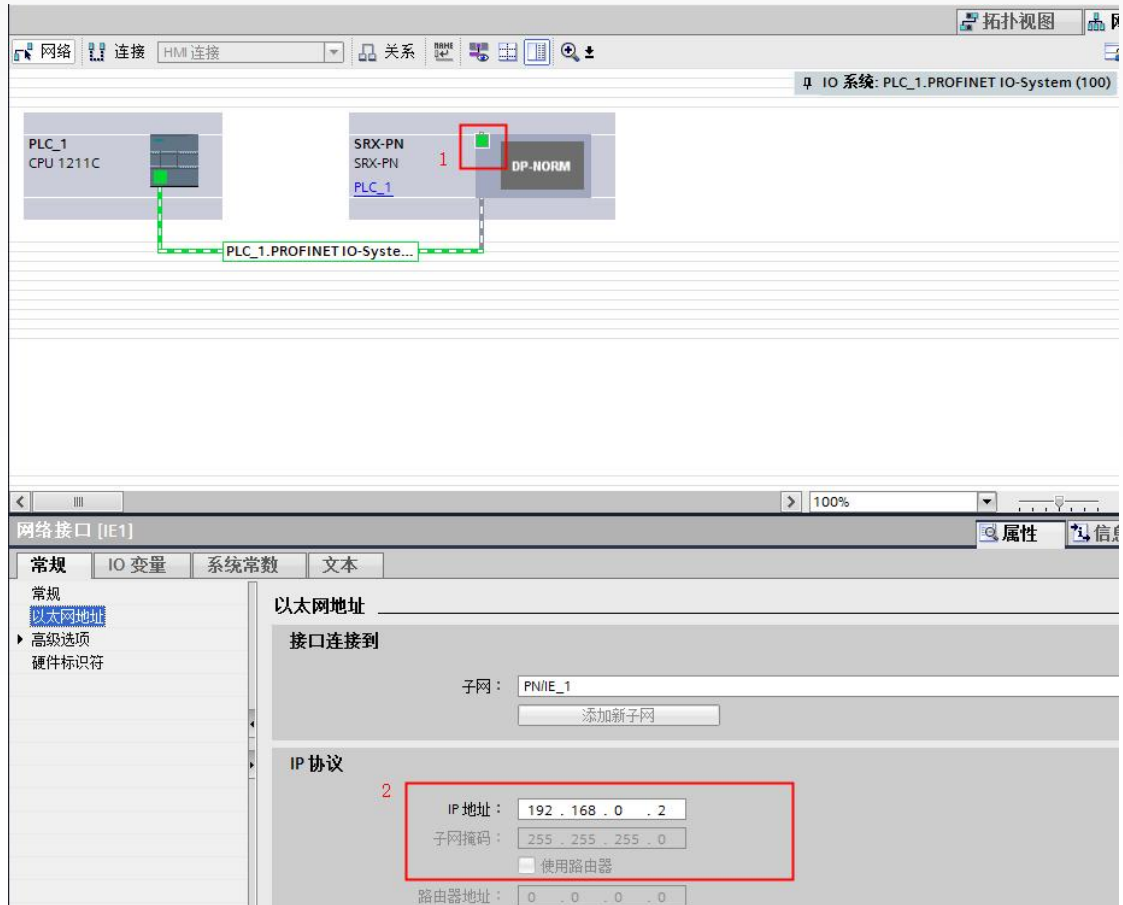 拓扑视图
网络 连接 HMI 连接 关系
IO 系统: PLC_1.PROFINET IO-System (100)
PLC_1
CPU 1211C
SRX-PN
SRX-PN
PLC_1
1
DP-NORM
PLC_1.PROFINET IO-Syste...
100%
网络接口 [IE1]
属性
常规 IO 变量 系统常数 文本
常规
以太网地址
高级选项
硬件标识符
以太网地址
接口连接到
子网： PN/IE_1
添加新子网
IP 协议
2
IP 地址： 192 . 168 . 0 . 2
子网掩码： 255 . 255 . 255 . 0
使用路由器
路由器地址： 0 . 0 . 0 . 0